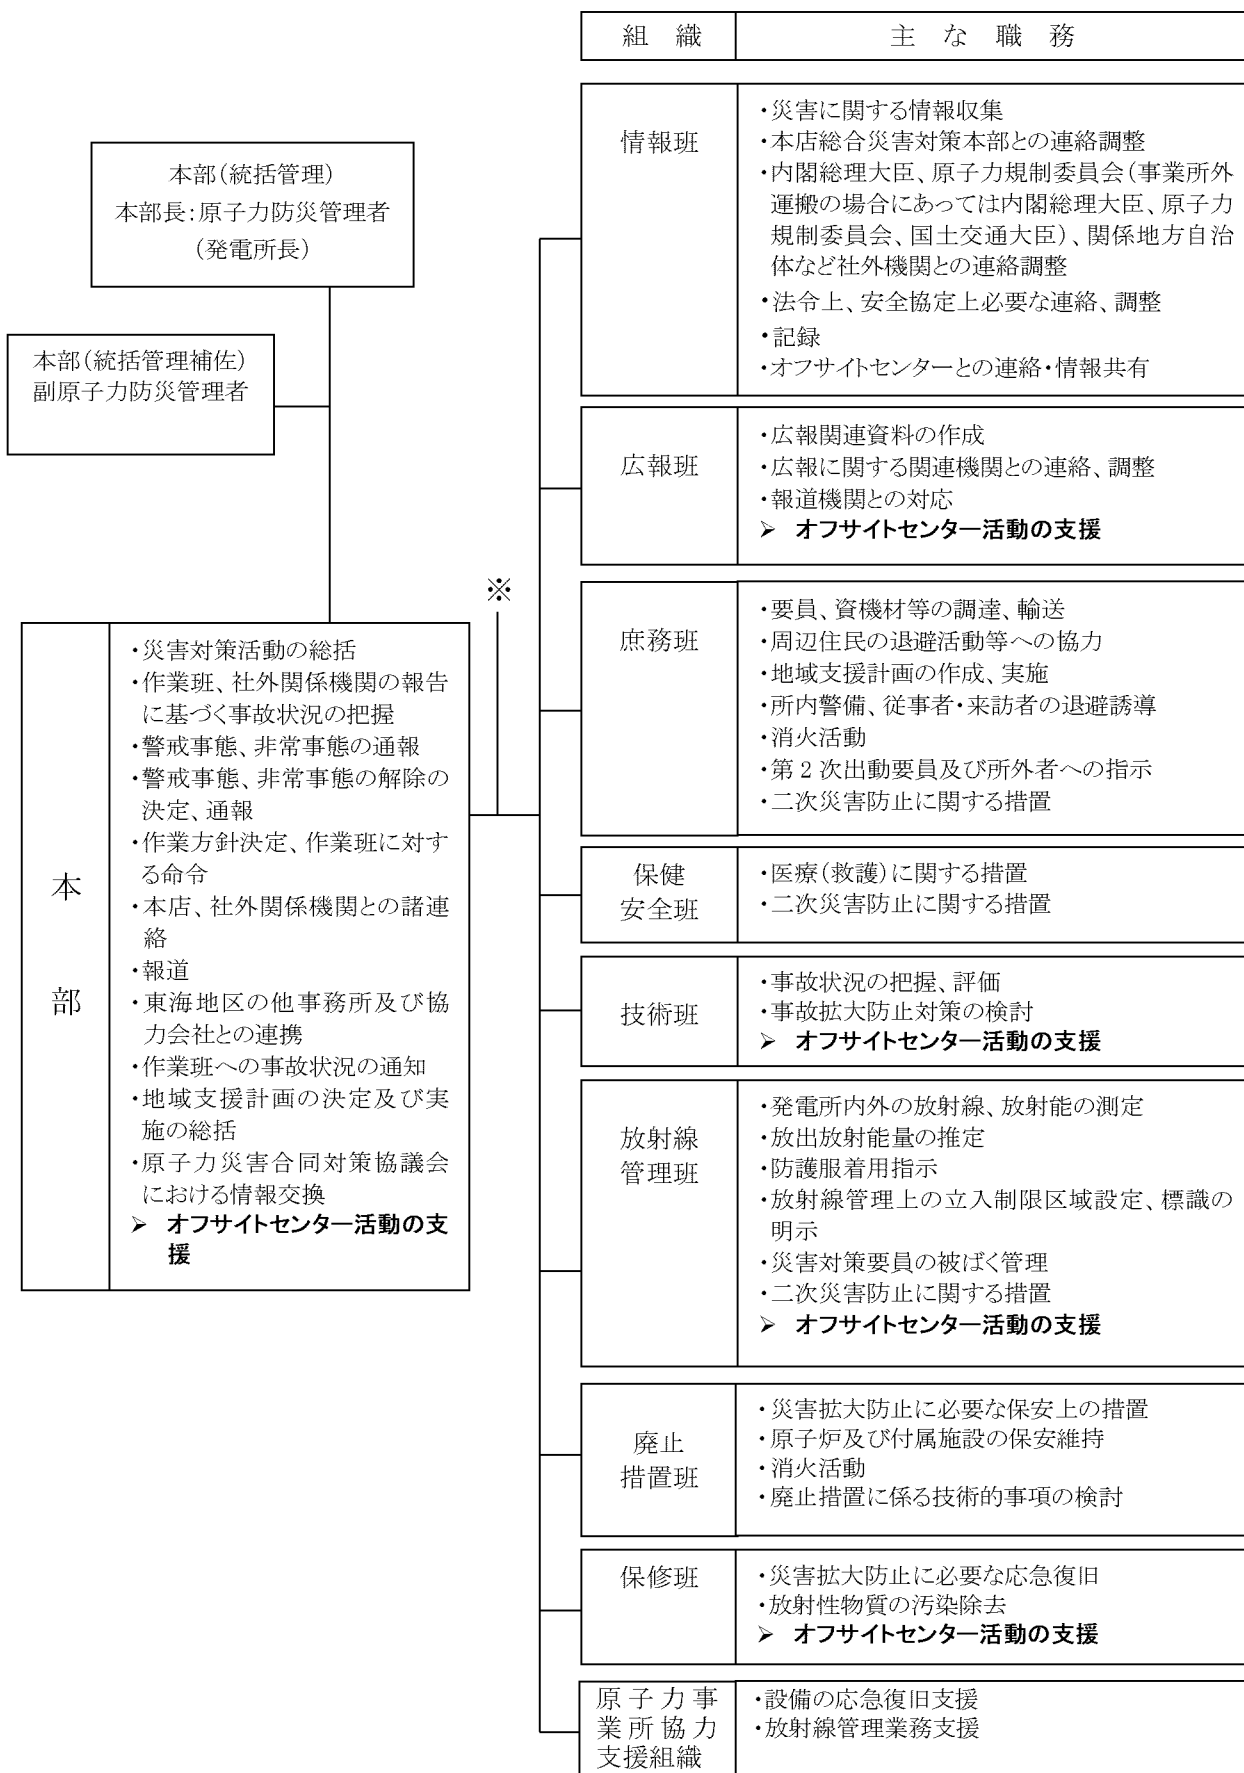 組 織 主 な 職 務
本部(統括管理)
本部長:原子力防災管理者
(発電所長)
本部(統括管理補佐)
副原子力防災管理者
※
本
部
・災害対策活動の総括
・作業班、社外関係機関の報告
に基づく事故状況の把握
・警戒事態、非常事態の通報
・警戒事態、非常事態の解除の
決定、通報
・作業方針決定、作業班に対す
る命令
・本店、社外関係機関との諸連
絡
・報道
・東海地区の他事務所及び協
力会社との連携
・作業班への事故状況の通知
・地域支援計画の決定及び実
施の総括
・原子力災害合同対策協議会
における情報交換
➢ オフサイトセンター活動の支
援
情報班
・災害に関する情報収集
・本店総合災害対策本部との連絡調整
・内閣総理大臣、原子力規制委員会(事業所外
運搬の場合にあっては内閣総理大臣、原子力
規制委員会、国土交通大臣)、関係地方自治
体など社外機関との連絡調整
・法令上、安全協定上必要な連絡、調整
・記録
・オフサイトセンターとの連絡・情報共有
広報班
・広報関連資料の作成
・広報に関する関連機関との連絡、調整
・報道機関との対応
➢ オフサイトセンター活動の支援
庶務班
・要員、資機材等の調達、輸送
・周辺住民の退避活動等への協力
・地域支援計画の作成、実施
・所内警備、従事者・来訪者の退避誘導
・消火活動
・第2次出動要員及び所外者への指示
・二次災害防止に関する措置
保健
安全班
・医療(救護)に関する措置
・二次災害防止に関する措置
技術班
・事故状況の把握、評価
・事故拡大防止対策の検討
➢ オフサイトセンター活動の支援
放射線
管理班
・発電所内外の放射線、放射能の測定
・放出放射能量の推定
・防護服着用指示
・放射線管理上の立入制限区域設定、標識の
明示
・災害対策要員の被ばく管理
・二次災害防止に関する措置
➢ オフサイトセンター活動の支援
廃止
措置班
・災害拡大防止に必要な保安上の措置
・原子炉及び付属施設の保安維持
・消火活動
・廃止措置に係る技術的事項の検討
保修班
・災害拡大防止に必要な応急復旧
・放射性物質の汚染除去
➢ オフサイトセンター活動の支援
原子力事
業所協力
支援組織
・設備の応急復旧支援
・放射線管理業務支援